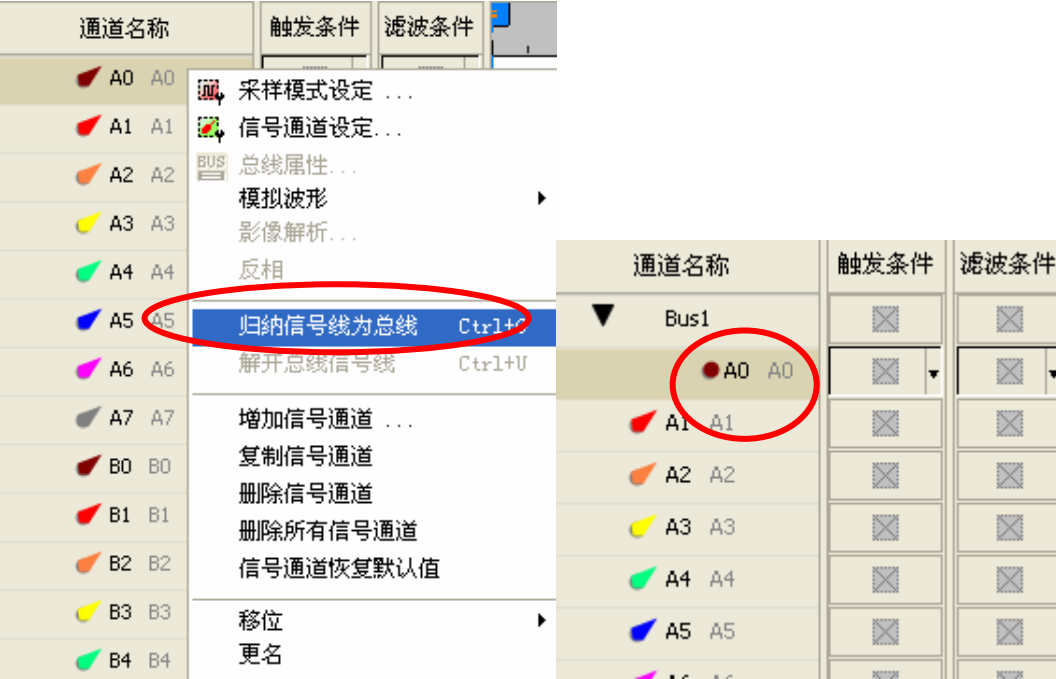 通道名称 触发条件 滤波条件
A0 A0
A1 A1
A2 A2
A3 A3
A4 A4
A5 A5
A6 A6
A7 A7
B0 B0
B1 B1
B2 B2
B3 B3
B4 B4
采样模式设定 ...
信号通道设定...
BUS 总线属性...
模拟波形
影像解析...
反相
归纳信号线为总线 Ctrl+G
解开总线信号线 Ctrl+U
增加信号通道 ...
复制信号通道
删除信号通道
删除所有信号通道
信号通道恢复默认值
移位
更名
通道名称 触发条件 滤波条件
Bus1
A0 A0
A1 A1
A2 A2
A3 A3
A4 A4
A5 A5